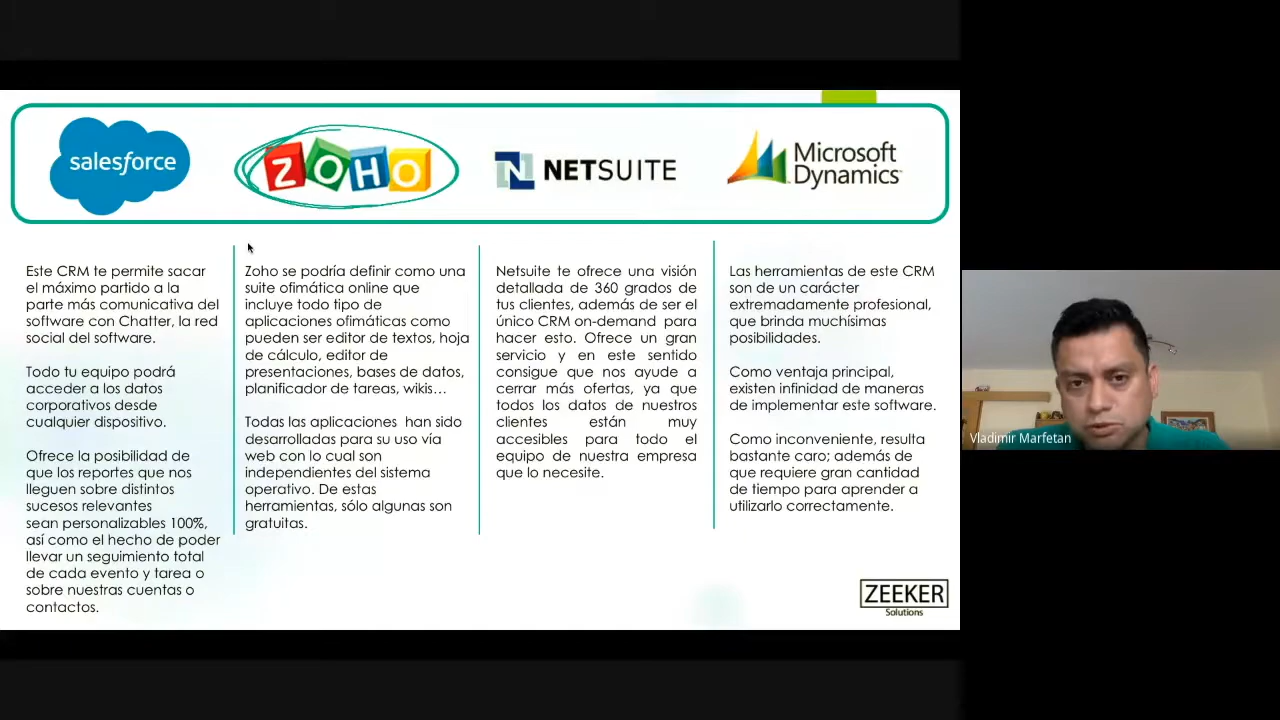 salesforce
ZOHO
NETSUITE
Microsoft
Dynamics
Este CRM te permite sacar
el máximo partido a la
parte más comunicativa del
software con Chatter, la red
social del software.
Todo tu equipo podrá
acceder a los datos
corporativos desde
cualquier dispositivo.
Ofrece la posibilidad de
que los reportes que nos
lleguen sobre distintos
sucesos relevantes
sean personalizables 100%,
así como el hecho de poder
llevar un seguimiento total
de cada evento y tarea o
sobre nuestras cuentas o
contactos.
Zoho se podría definir como una
suite ofimática online que
incluye todo tipo de
aplicaciones ofimáticas como
pueden ser editor de textos, hoja
de cálculo, editor de
presentaciones, bases de datos,
planificador de tareas, wikis…
Todas las aplicaciones han sido
desarrolladas para su uso vía
web con lo cual son
independientes del sistema
operativo. De estas
herramientas, sólo algunas son
gratuitas.
Netsuite te ofrece una visión
detallada de 360 grados de
tus clientes, además de ser el
único CRM on-demand para
hacer esto. Ofrece un gran
servicio y en este sentido
consigue que nos ayude a
cerrar más ofertas, ya que
todos los datos de nuestros
clientes están muy
accesibles para todo el
equipo de nuestra empresa
que lo necesite.
Las herramientas de este CRM
son de un carácter
extremadamente profesional,
que brinda muchísimas
posibilidades.
Como ventaja principal,
existen infinidad de maneras
de implementar este software.
Como inconveniente, resulta
bastante caro; además de
que requiere gran cantidad
de tiempo para aprender a
utilizarlo correctamente.
ZEEKER
Solutions
Vladimir Marfetan